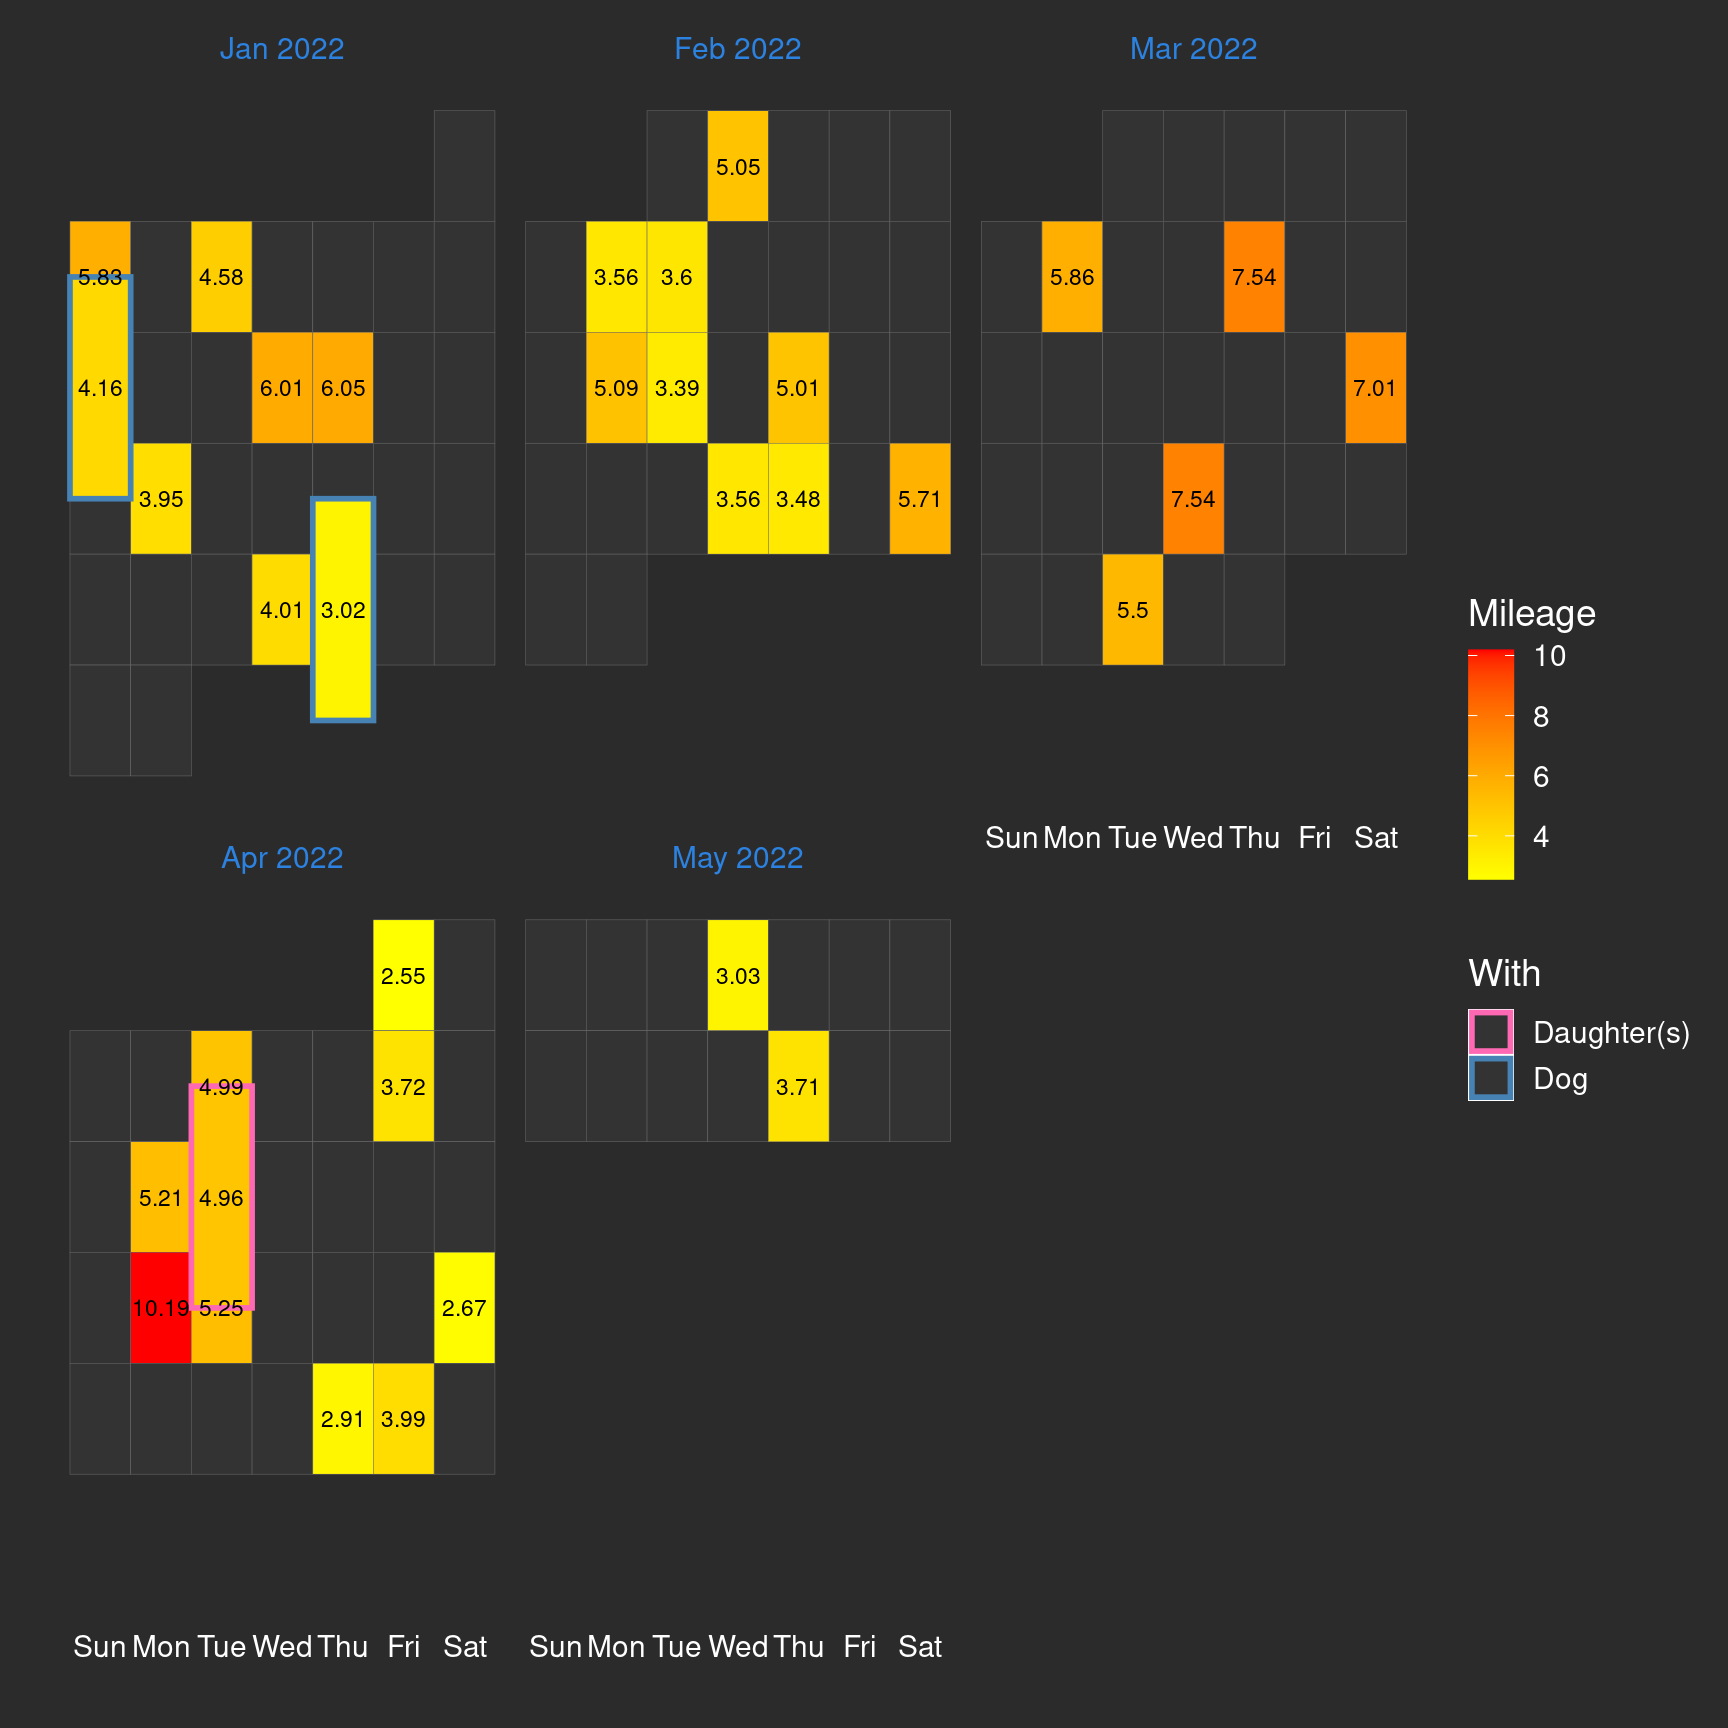 Jan 2022 Feb 2022 Mar 2022
5.05
5.83 4.58 3.56 3.6 5.86 7.54
4.16 6.01 6.05 5.09 3.39 5.01 7.01
3.95 3.56 3.48 5.71 7.54
4.01 3.02 5.5
Sun Mon Tue Wed Thu Fri Sat
Apr 2022 May 2022
2.55 3.03
4.99 3.72 3.71
5.21 4.96
10.19 5.25 2.67
2.91 3.99
Sun Mon Tue Wed Thu Fri Sat Sun Mon Tue Wed Thu Fri Sat
Mileage
10
8
6
4
With
Daughter(s)
Dog